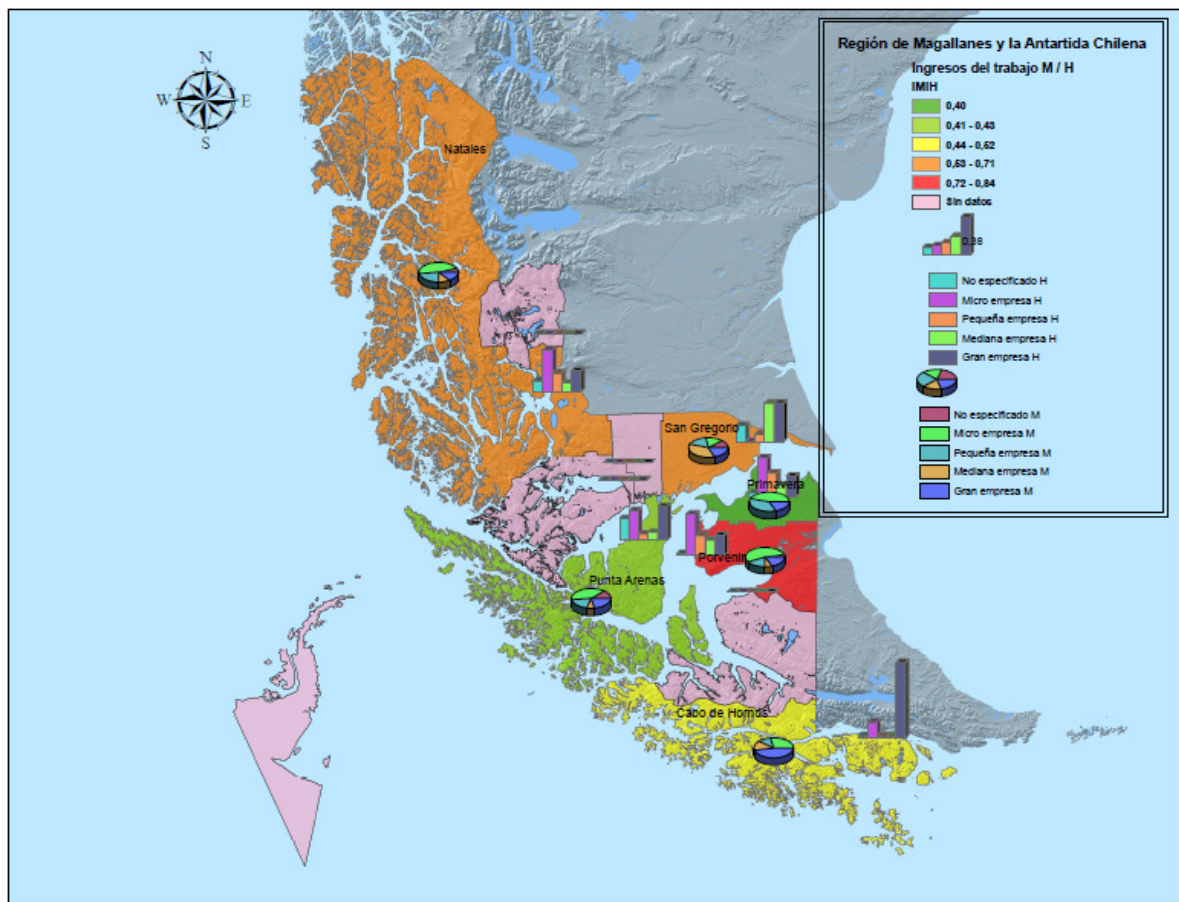 Región de Magallanes y la Antartida Chilena
Ingresos del trabajo M / H
IMIH
0,40
0,41 - 0,43
0,44 - 0,52
0,53 - 0,71
0,72 - 0,84
Sin datos
No especificado H
Micro empresa H
Pequeña empresa H
Mediana empresa H
Gran empresa H
No especificado M
Micro empresa M
Pequeña empresa M
Mediana empresa M
Gran empresa M
N
W
E
S
Natales
San Gregorio
Primavera
Porvenir
Punta Arenas
Cabo de Hornos